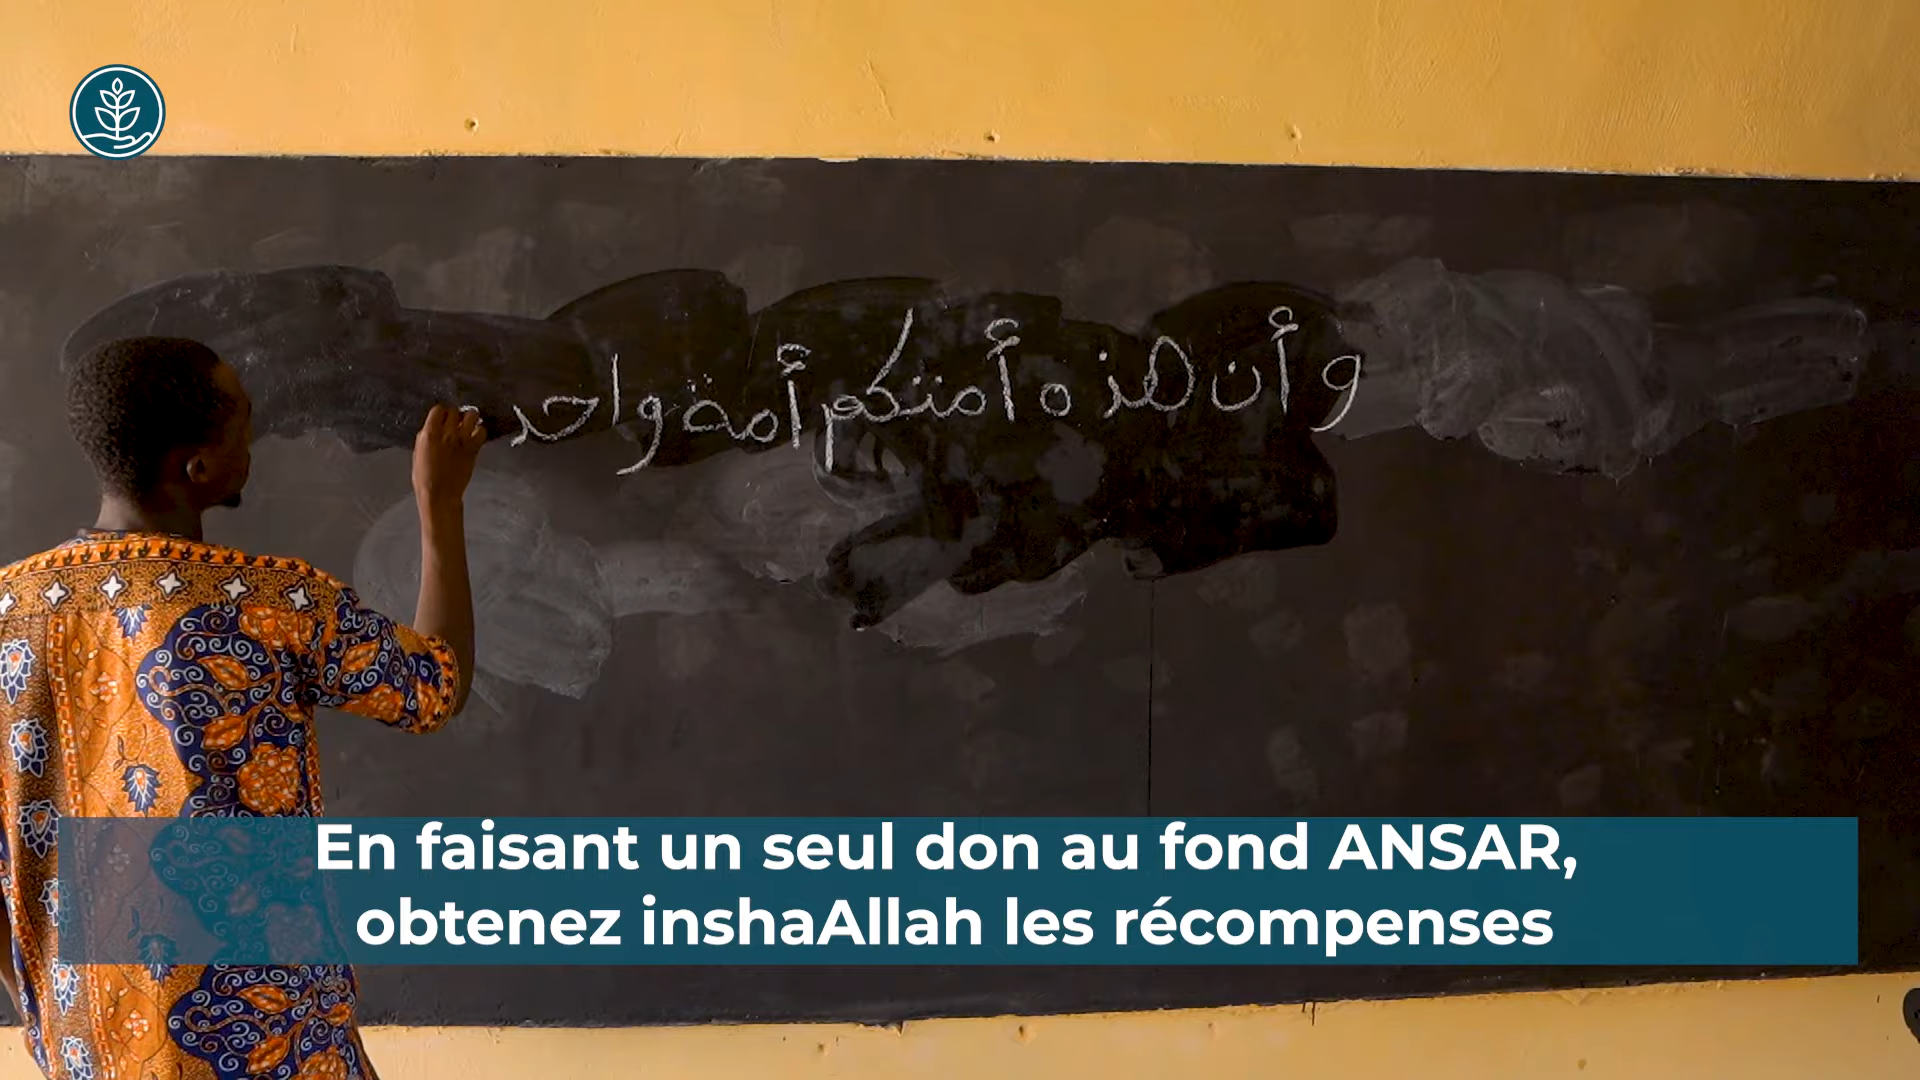 وأن هذه أمتكم أمة واحد
En faisant un seul don au fond ANSAR,
obtenez inshaAllah les récompenses